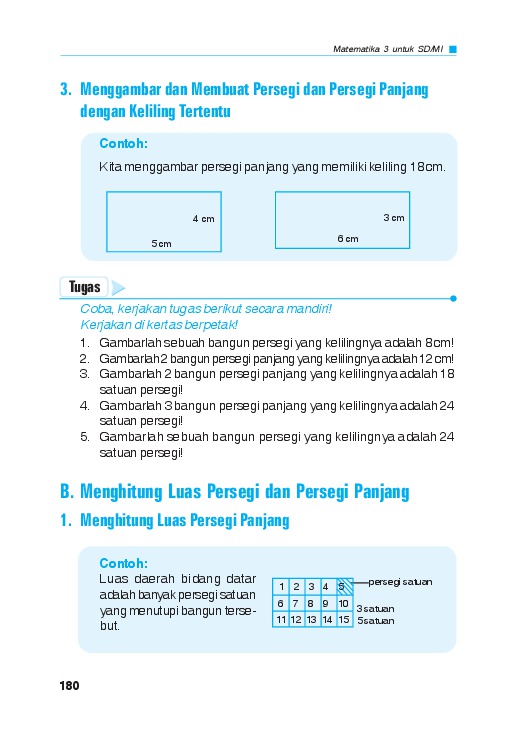 Matematika 3 untuk SD/MI
3. Menggambar dan Membuat Persegi dan Persegi Panjang
dengan Keliling Tertentu
Contoh:
Kita menggambar persegi panjang yang memiliki keliling 18 cm.
4 cm
5 cm
3 cm
6 cm
Tugas
Coba, kerjakan tugas berikut secara mandiri!
Kerjakan di kertas berpetak!
1. Gambarlah sebuah bangun persegi yang kelilingnya adalah 8 cm!
2. Gambarlah 2 bangun persegi panjang yang kelilingnya adalah 12 cm!
3. Gambarlah 2 bangun persegi panjang yang kelilingnya adalah 18
satuan persegi!
4. Gambarlah 3 bangun persegi panjang yang kelilingnya adalah 24
satuan persegi!
5. Gambarlah sebuah bangun persegi yang kelilingnya adalah 24
satuan persegi!
B. Menghitung Luas Persegi dan Persegi Panjang
1. Menghitung Luas Persegi Panjang
Contoh:
Luas daerah bidang datar
adalah banyak persegi satuan
yang menutupi bangun terse-
but.
1 2 3 4 5 persegi satuan
6 7 8 9 10 3 satuan
11 12 13 14 15 5 satuan
180